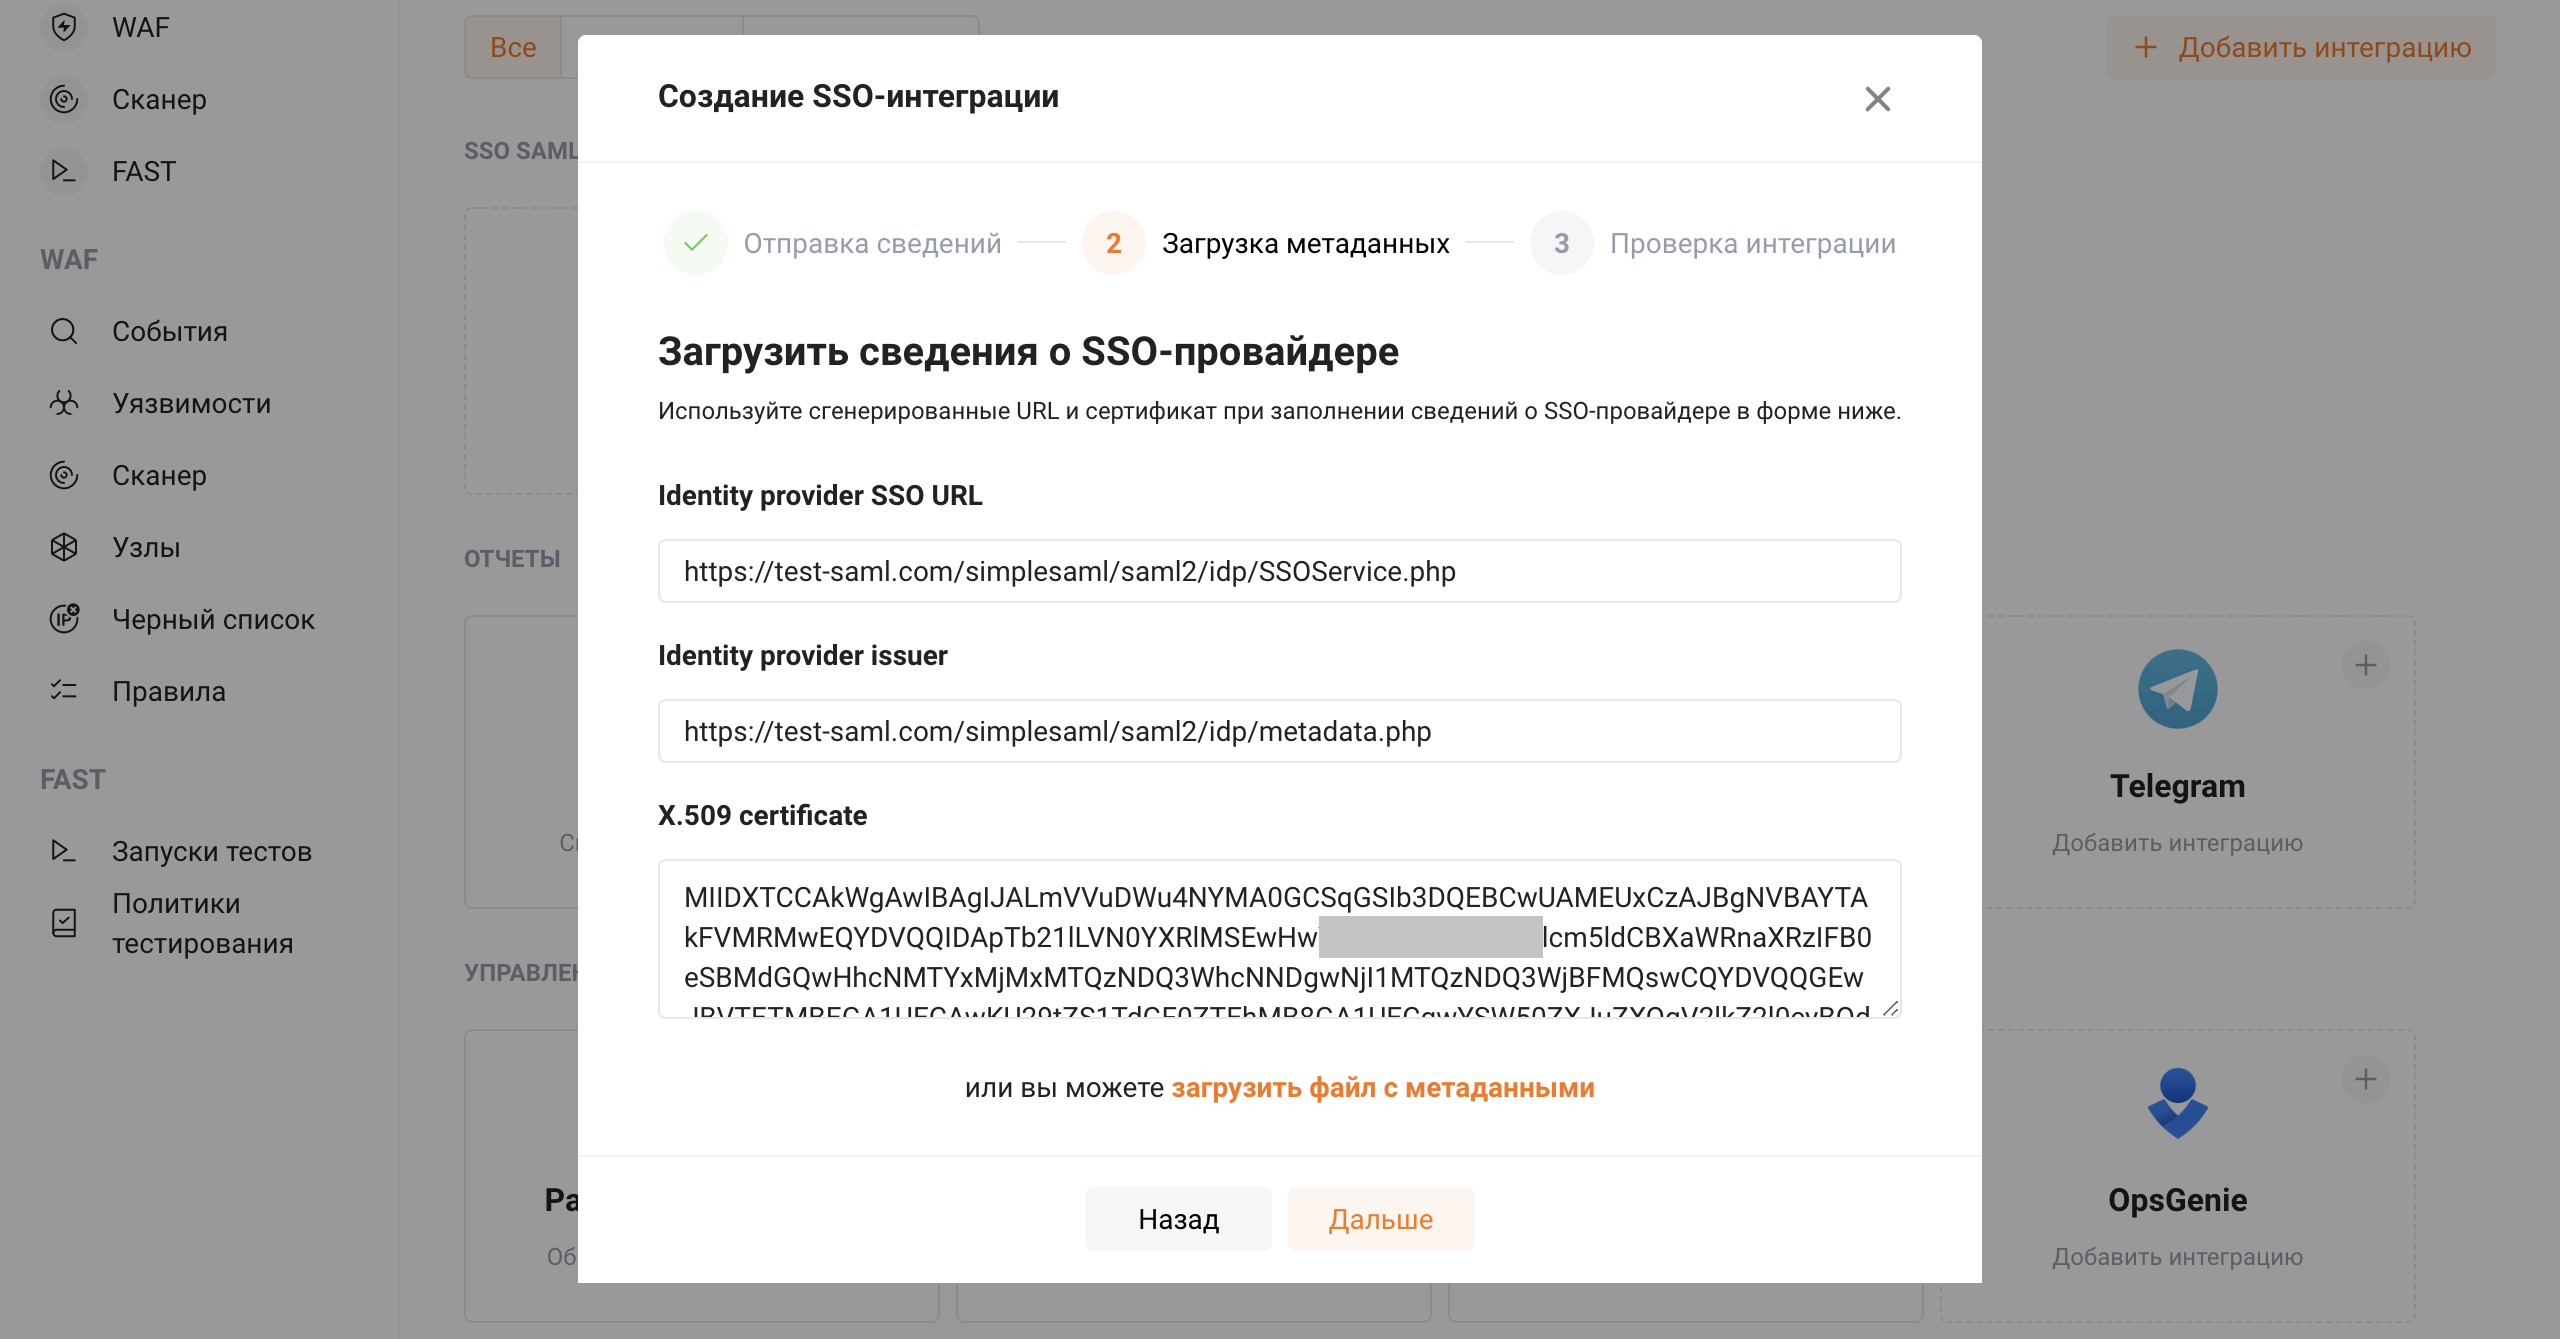 WAF
Сканер
FAST
WAF
События
Уязвимости
Сканер
Узлы
Черный список
Правила
FAST
Запуски тестов
Политики
тестирования
Все
+ Добавить интеграцию
SSO SAML
ОТЧЕТЫ
Создание SSO-интеграции
Отправка сведений
2 Загрузка метаданных
3 Проверка интеграции
Загрузить сведения о SSO-провайдере
Используйте сгенерированные URL и сертификат при заполнении сведений о SSO-провайдере в форме ниже.
Identity provider SSO URL
https://test-saml.com/simplesaml/saml2/idp/SSOService.php
Identity provider issuer
https://test-saml.com/simplesaml/saml2/idp/metadata.php
X.509 certificate
MIIDXTCCAkWgAwIBAgIJALmVVuDWu4NYMA0GCSqGSIb3DQEBCwUAMEUxCzAJBgNVBAYTA
kFVMRMwEQYDVQQIDApTb21lLVN0YXRlMSEwHw lcm5ldCBXaWRnaXRzIFB0
eSBMdGQwHhcNMTYxMjMxMTQzNDQ3WhcNNDgwNjI1MTQzNDQ3WjBFMQswCQYDVQQGEw
или вы можете загрузить файл с метаданными
Назад
Дальше
Telegram
Добавить интеграцию
OpsGenie
Добавить интеграцию